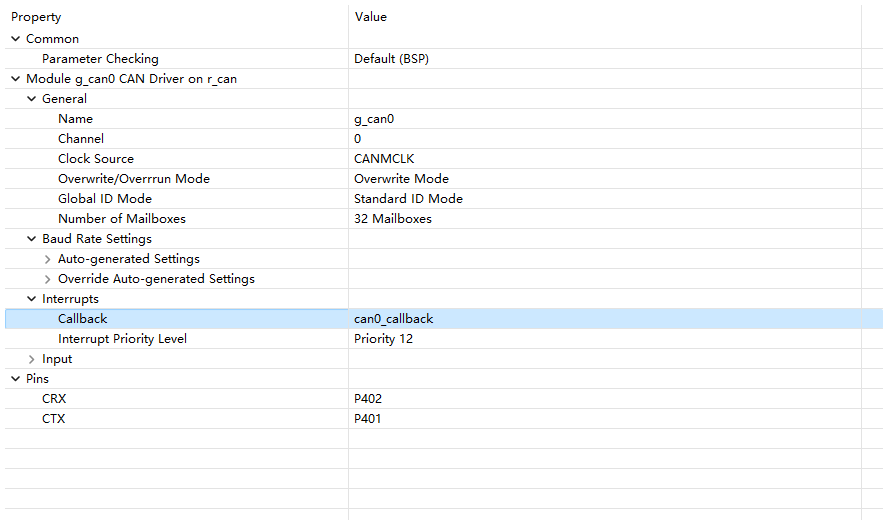 Property Value
Common
Parameter Checking Default (BSP)
Module g_can0 CAN Driver on r_can
General
Name g_can0
Channel 0
Clock Source CANMCLK
Overwrite/Overrrun Mode Overwrite Mode
Global ID Mode Standard ID Mode
Number of Mailboxes 32 Mailboxes
Baud Rate Settings
Auto-generated Settings
Override Auto-generated Settings
Interrupts
Callback can0_callback
Interrupt Priority Level Priority 12
Input
Pins
CRX P402
CTX P401